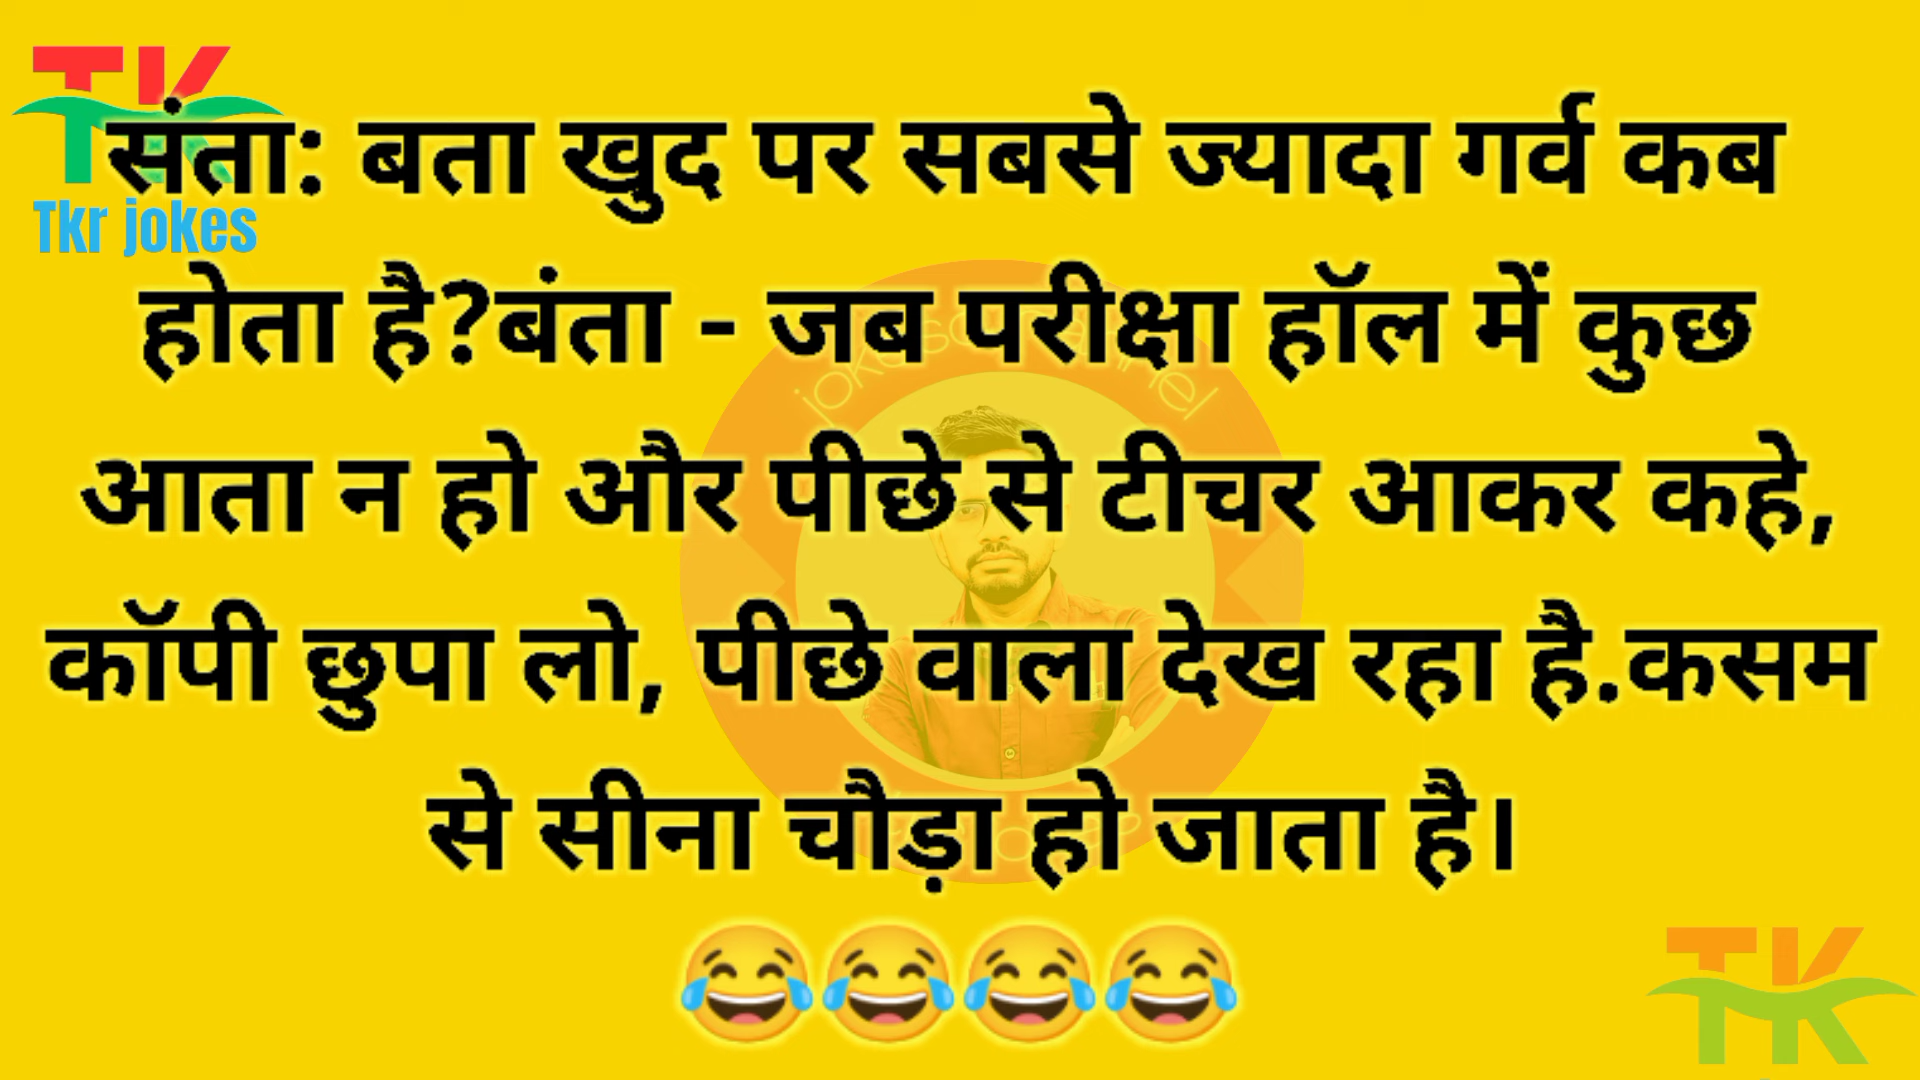 TK
Tkr jokes
संता: बता खुद पर सबसे ज्यादा गर्व कब
होता है?बंता - जब परीक्षा हॉल में कुछ
आता न हो और पीछे से टीचर आकर कहे,
कॉपी छुपा लो, पीछे वाला देख रहा है.कसम
से सीना चौड़ा हो जाता है।
😂😂😂😂
TK